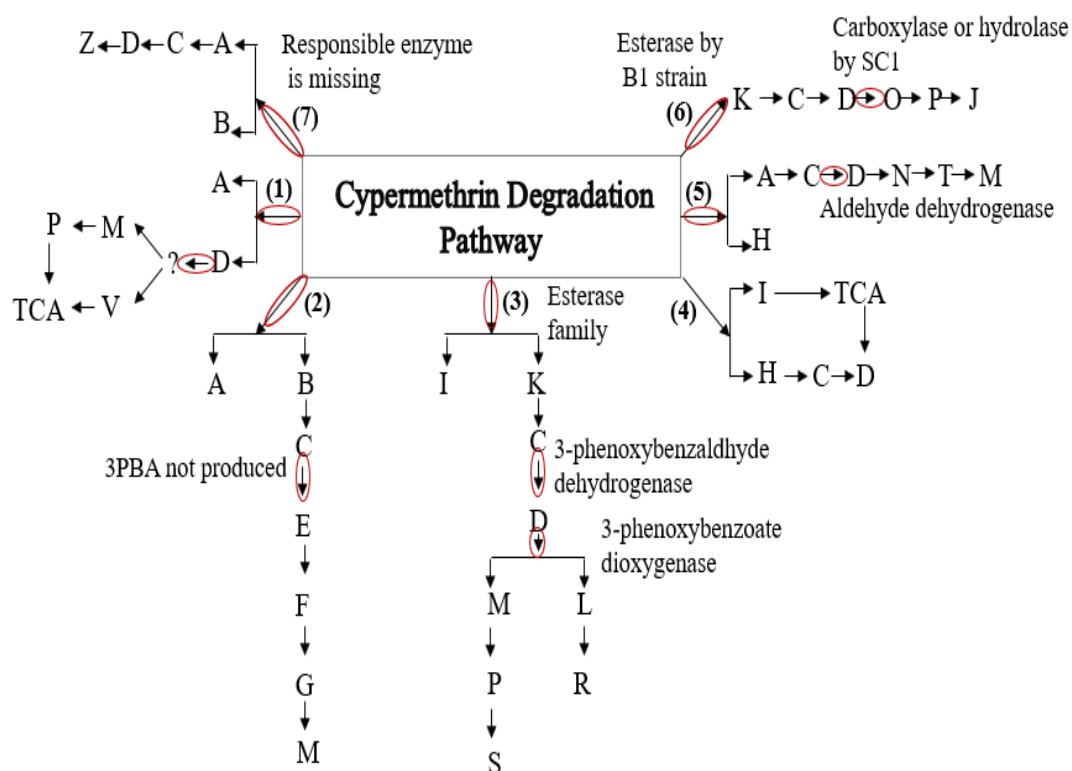 Z D C A
Responsible enzyme
is missing
B
(7)
Esterase by
B1 strain
(6)
Carboxylase or hydrolase
by SC1
K C D O P J
Cypermethrin Degradation
Pathway
A
(1)
P M
? D
TCA V
(5)
A C D N T M
Aldehyde dehydrogenase
H
(2)
A B
C
3PBA not produced
E
F
G
M
(3)
Esterase
family
I K
C
3-phenoxybenzaldhyde
dehydrogenase
D
3-phenoxybenzoate
dioxygenase
M L
P R
S
(4)
I TCA
H C D